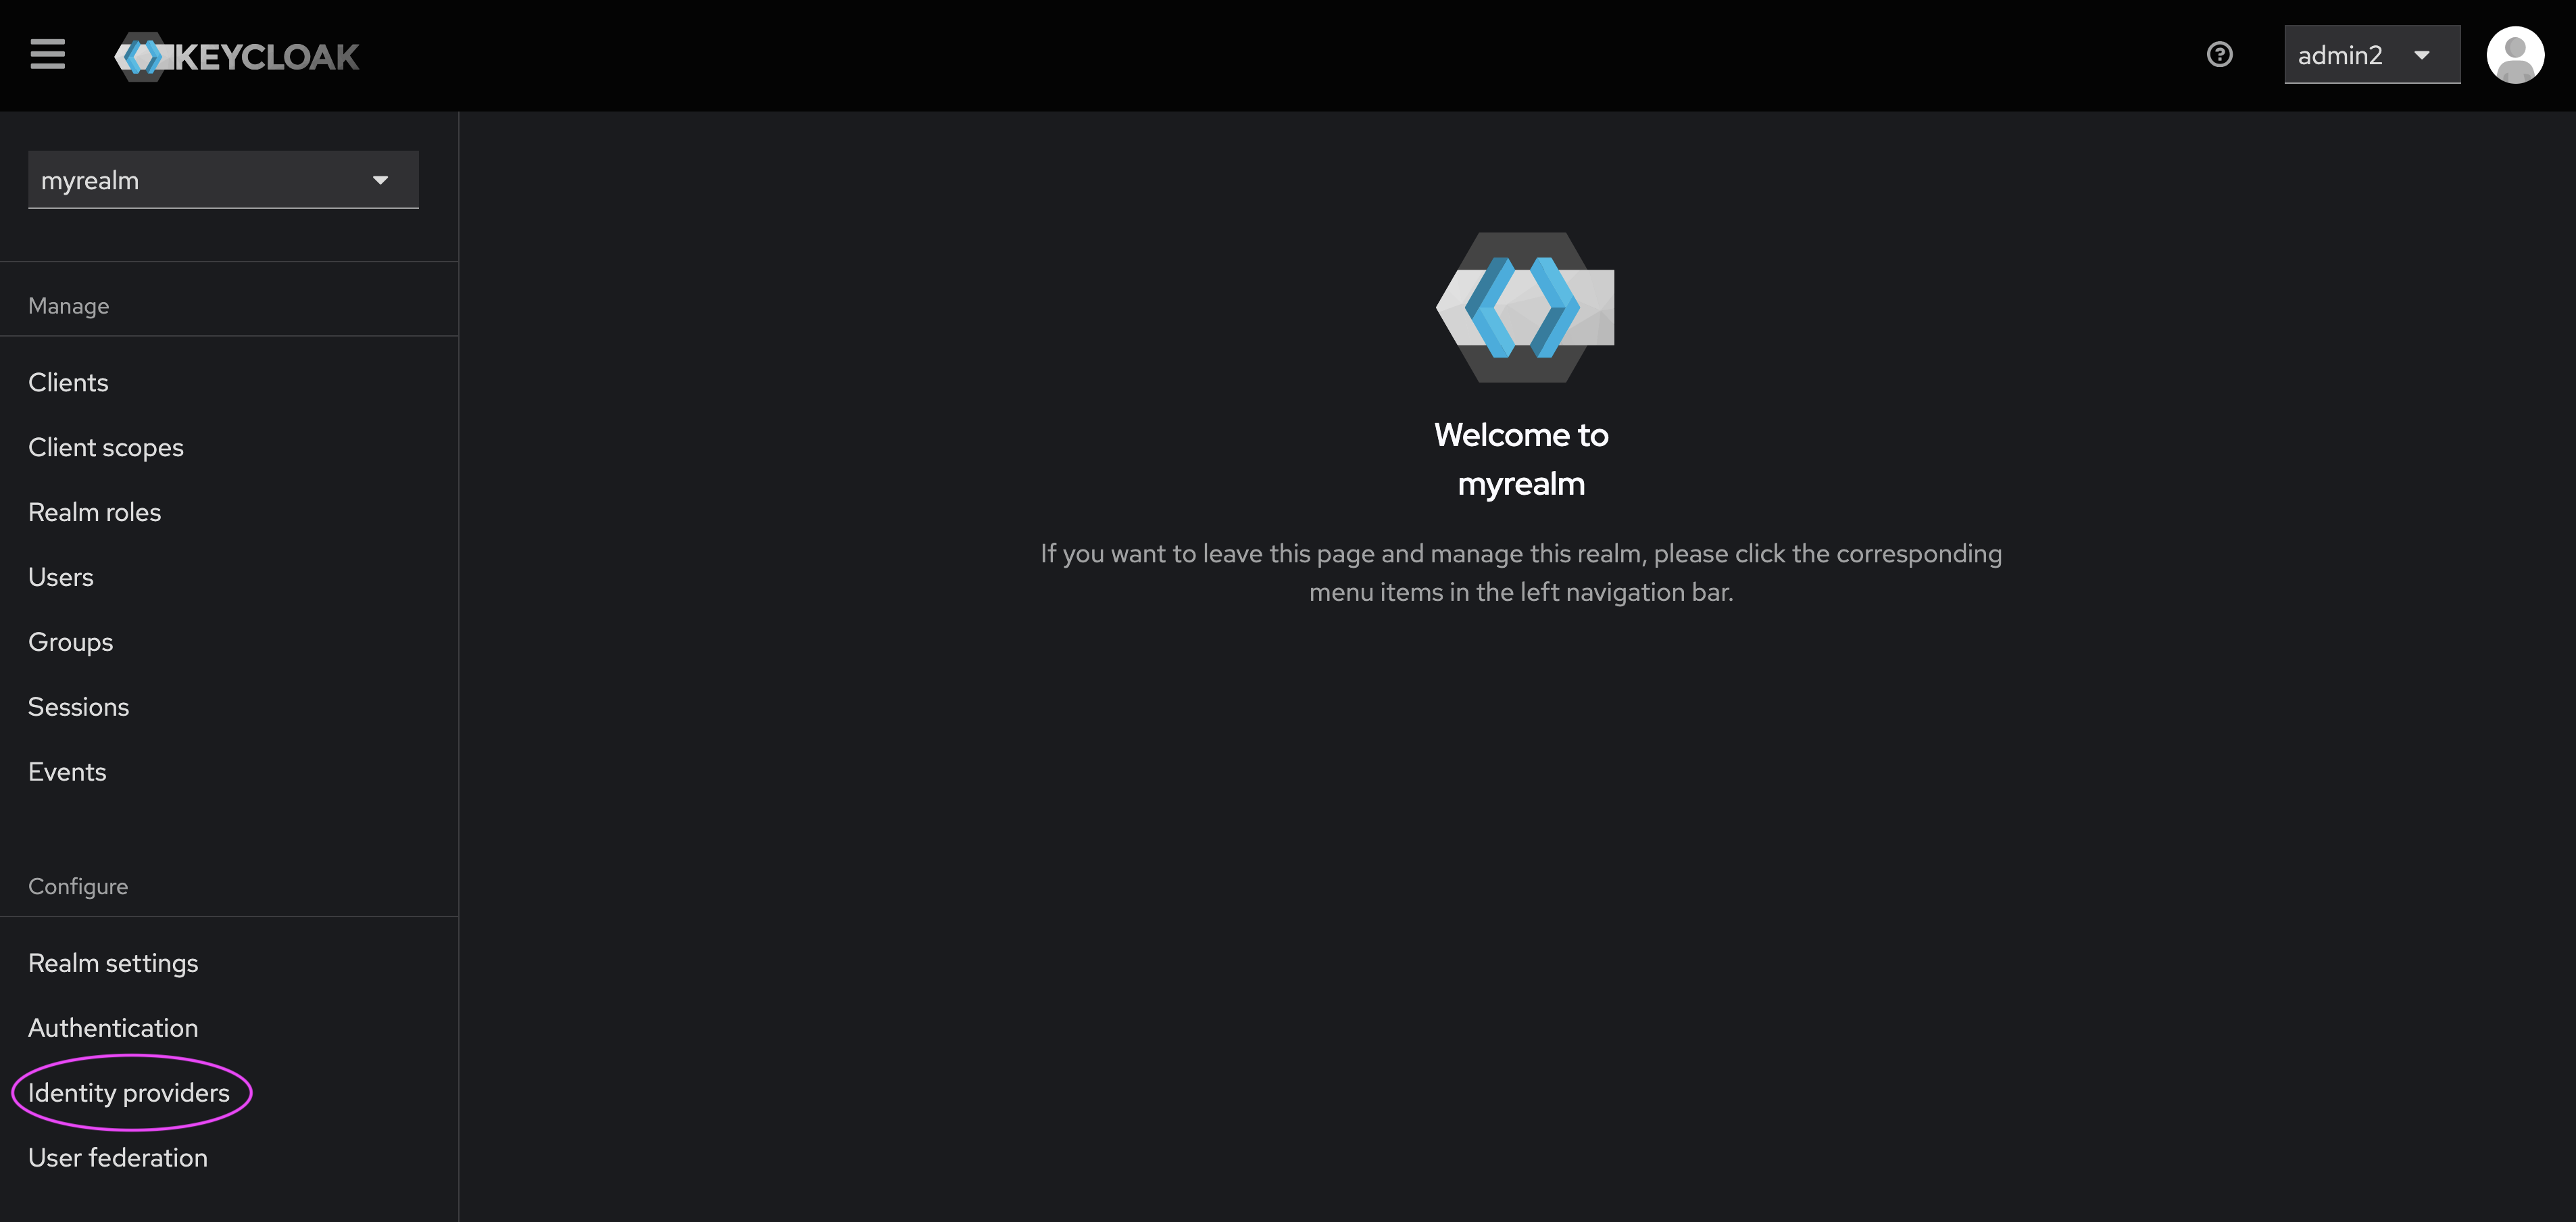 KEYCLOAK
admin2
myrealm
Manage
Clients
Client scopes
Realm roles
Users
Groups
Sessions
Events
Configure
Realm settings
Authentication
Identity providers
User federation
Welcome to
myrealm
If you want to leave this page and manage this realm, please click the corresponding
menu items in the left navigation bar.